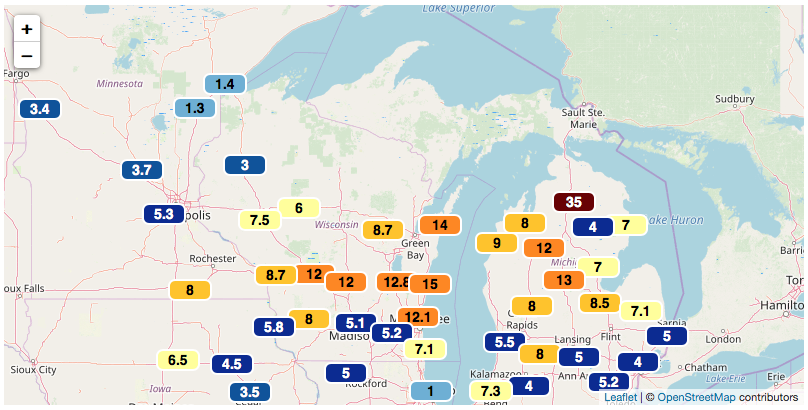 Lake Superior
+
−
Fargo
Minnesota
1.4
3.4
1.3
Sudbury
Sault Ste.
Marie
3.7
3
35
5.3
polis
7.5
6
Wisconsin
8.7
14
8
4
7
Lake Huron
Green
Bay
9
12
Rochester
8.7
12
12
12.8
15
13
7
Barrie
Sioux Falls
8
8
8.5
7.1
Hamilton
5.8
8
5.1
5.2
12.1
Rapids
Sarnia
5
London
Madison
7.1
5.5
Lansing
Flint
6.5
4.5
8
5
4
Chatham
Sioux City
Iowa
3.5
5
Rockford
1
Kalamazoo
7.3
4
Ann Ar
5.2
Lake Erie
Erie
Bend
Leaflet | © OpenStreetMap contributors